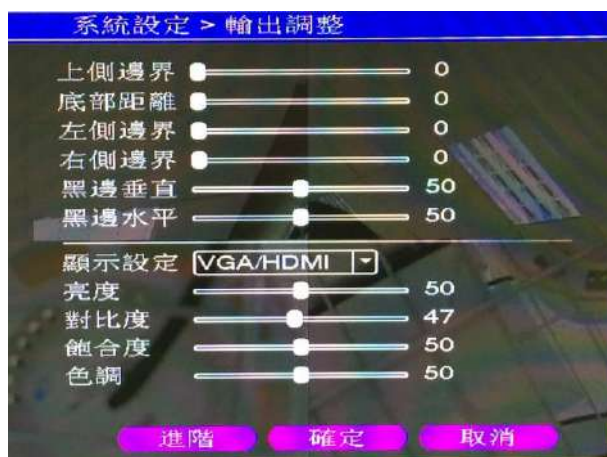 系統設定 > 輸出調整
上側邊界 0
底部距離 0
左側邊界 0
右側邊界 0
黑邊垂直 50
黑邊水平 50
顯示設定 VGA/HDMI
亮度 50
對比度 47
飽合度 50
色調 50
進階 確定 取消